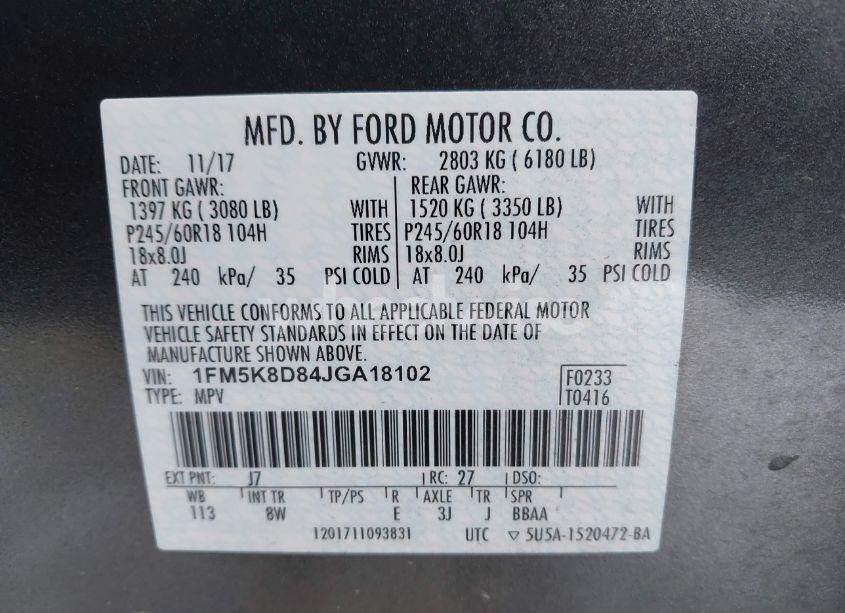 MFD. BY FORD MOTOR CO.
DATE: 11/17 GVWR: 2803 KG ( 6180 LB)
FRONT GAWR: REAR GAWR:
1397 KG ( 3080 LB) WITH 1520 KG ( 3350 LB) WITH
P245/60R18 104H TIRES P245/60R18 104H TIRES
18x8.0J RIMS 18x8.0J RIMS
AT 240 kPa/ 35 PSI COLD AT 240 kPa/ 35 PSI COLD
THIS VEHICLE CONFORMS TO ALL APPLICABLE FEDERAL MOTOR
VEHICLE SAFETY STANDARDS IN EFFECT ON THE DATE OF
MANUFACTURE SHOWN ABOVE.
VIN: 1FM5K8D84JGA18102 F0233
TYPE: MPV T0416
EXT PNT: J7 RC: 27 DSO:
WB INT TR TP/PS R AXLE TR SPR
113 8W E 3J J BBAA
1201711093831 UTC ▽ 5U5A-1520472-BA